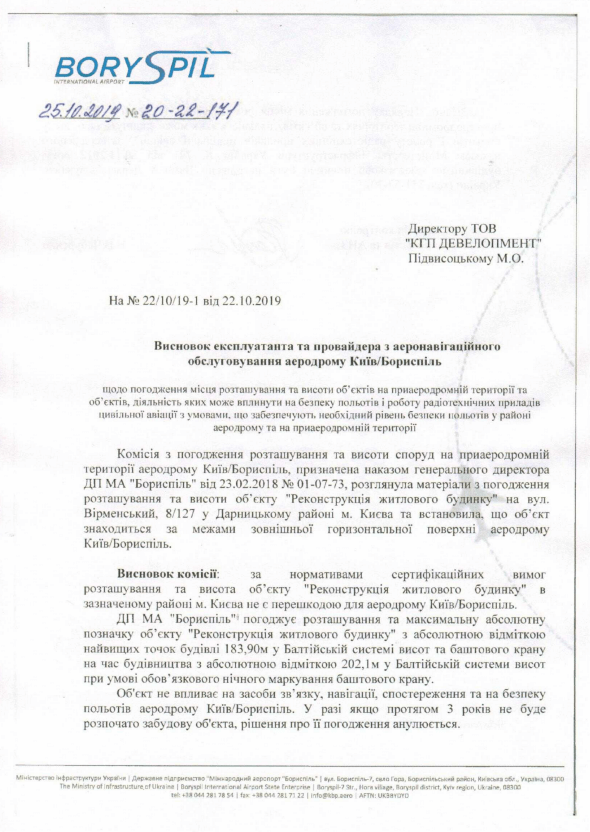 BORYSPIL
INTERNATIONAL AIRPORT
25.10.2019 № 20-22-171
Директору ТОВ
"КГП ДЕВЕЛОПМЕНТ"
Підвисоцькому М.О.
На № 22/10/19-1 від 22.10.2019
Висновок експлуатанта та провайдера з аеронавігаційного
обслуговування аеродрому Київ/Бориспіль
щодо погодження місця розташування та висоти об’єктів на приаеродромній території та
об’єктів, діяльність яких може вплинути на безпеку польотів і роботу радіотехнічних приладів
цивільної авіації з умовами, що забезпечують необхідний рівень безпеки польотів у районі
аеродрому та на приаеродромній території
Комісія з погодження розташування та висоти споруд на приаеродромній
території аеродрому Київ/Бориспіль, призначена наказом генерального директора
ДП МА "Бориспіль" від 23.02.2018 № 01-07-73, розглянула матеріали з погодження
розташування та висоти об’єкту "Реконструкція житлового будинку" на вул.
Вірменський, 8/127 у Дарницькому районі м. Києва та встановила, що об’єкт
знаходиться за межами зовнішньої горизонтальної поверхні аеродрому
Київ/Бориспіль.
Висновок комісії: за нормативами сертифікаційних вимог
розташування та висота об’єкту "Реконструкція житлового будинку" в
зазначеному районі м. Києва не є перешкодою для аеродрому Київ/Бориспіль.
ДП МА "Бориспіль" погоджує розташування та максимальну абсолютну
позначку об’єкту "Реконструкція житлового будинку" з абсолютною відміткою
найвищих точок будівлі 183,90м у Балтійській системі висот та баштового крану
на час будівництва з абсолютною відміткою 202,1м у Балтійській системи висот
при умові обов’язкового нічного маркування баштового крану.
Об'єкт не впливає на засоби зв’язку, навігації, спостереження та на безпеку
польотів аеродрому Київ/Бориспіль. У разі якщо протягом 3 років не буде
розпочато забудову об'єкта, рішення про її погодження анулюється.
Міністерство інфраструктури України | Державне підприємство "Міжнародний аеропорт "Бориспіль" | вул. Бориспіль-7, село Гора, Бориспільський район, Київська обл., Україна, 08300
The Ministry of Infrastructure of Ukraine | Boryspil International Airport State Enterprise | Boryspil-7 Str., Hora village, Boryspil district, Kyiv region, Ukraine, 08300
tel: +38 044 281 78 54 | fax: +38 044 281 71 22 | info@kbp.aero | AFTN: UKBBYDYD